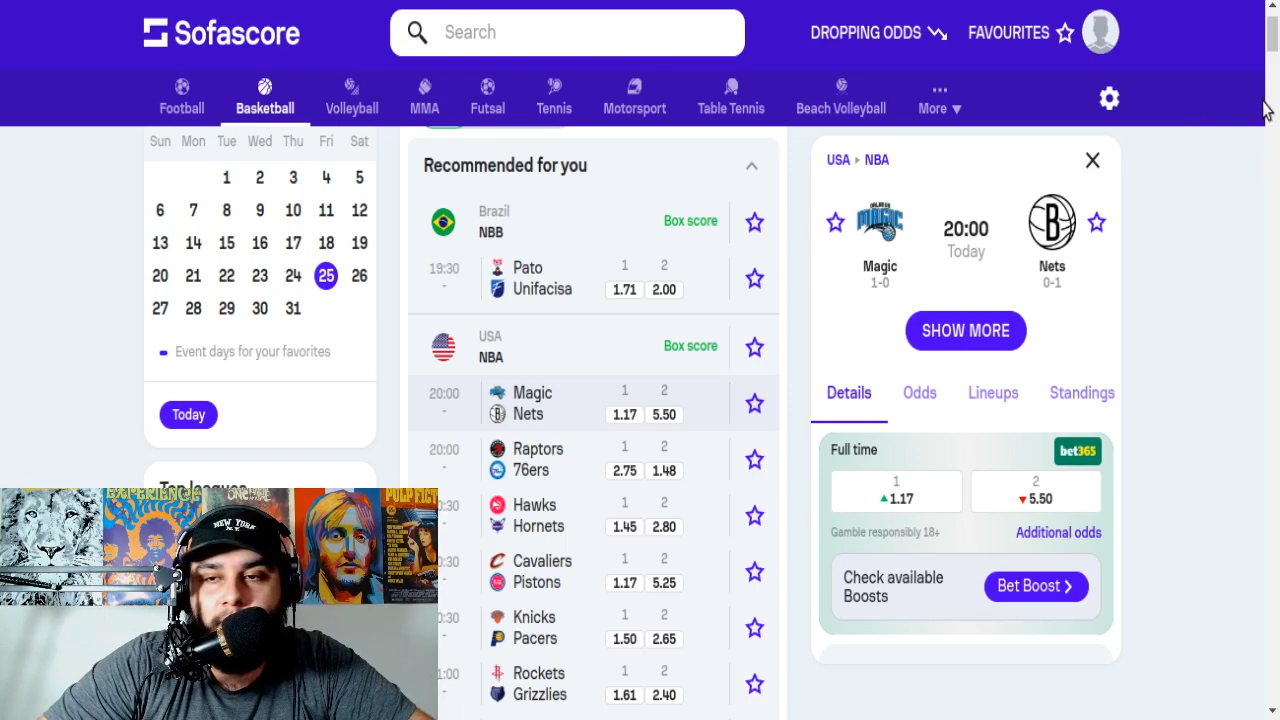 Sofascore
Search
DROPPING ODDS
FAVOURITES
Football
Basketball
Volleyball
MMA
Futsal
Tennis
Motorsport
Table Tennis
Beach Volleyball
More
Sun Mon Tue Wed Thu Fri Sat
1 2 3 4 5
6 7 8 9 10 11 12
13 14 15 16 17 18 19
20 21 22 23 24 25 26
27 28 29 30 31
Event days for your favorites
Today
Recommended for you
Brazil
NBB
Box score
19:30
-
Pato
Unifacisa
1 2
1.71 2.00
USA
NBA
Box score
20:00
-
Magic
Nets
1 2
1.17 5.50
20:00
-
Raptors
76ers
1 2
2.75 1.48
Hawks
Hornets
1 2
1.45 2.80
Cavaliers
Pistons
1 2
1.17 5.25
Knicks
Pacers
1 2
1.50 2.65
Rockets
Grizzlies
1 2
1.61 2.40
USA NBA
20:00
Today
MAGIC
Magic
1-0
B
Nets
0-1
SHOW MORE
Details
Odds
Lineups
Standings
Full time
bet365
1
1.17
2
5.50
Gamble responsibly 18+
Additional odds
Check available
Boosts
Bet Boost
EXPERIENCE
PULP FICT
NEW YORK